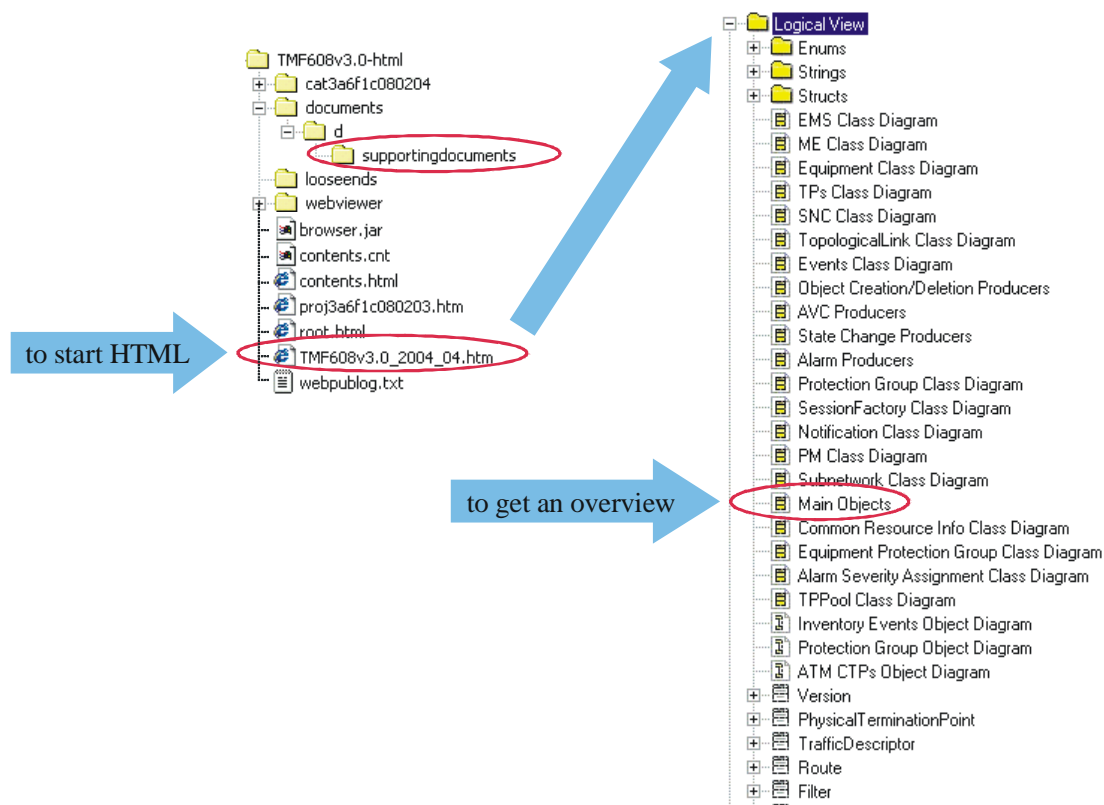 TMF608v3.0-html
cat3a6f1c080204
documents
d
supportingdocuments
looseends
webviewer
browser.jar
contents.cnt
contents.html
proj3a6f1c080203.htm
root.html
TMF608v3.0_2004_04.htm
webpublog.txt
to start HTML
to get an overview
Logical View
Enums
Strings
Structs
EMS Class Diagram
ME Class Diagram
Equipment Class Diagram
TPs Class Diagram
SNC Class Diagram
TopologicalLink Class Diagram
Events Class Diagram
Object Creation/Deletion Producers
AVC Producers
State Change Producers
Alarm Producers
Protection Group Class Diagram
SessionFactory Class Diagram
Notification Class Diagram
PM Class Diagram
Subnetwork Class Diagram
Main Objects
Common Resource Info Class Diagram
Equipment Protection Group Class Diagram
Alarm Severity Assignment Class Diagram
TPPool Class Diagram
Inventory Events Object Diagram
Protection Group Object Diagram
ATM CTPs Object Diagram
Version
PhysicalTerminationPoint
TrafficDescriptor
Route
Filter